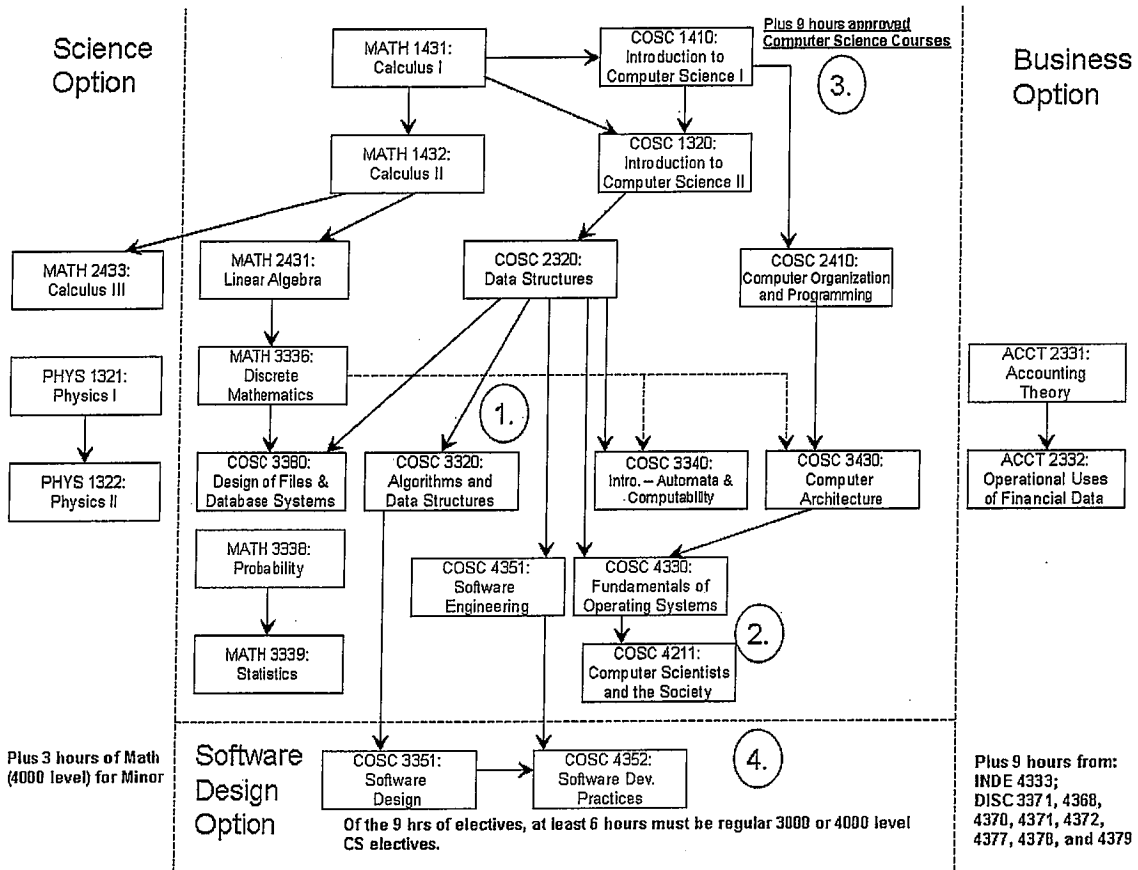 Science
Option
MATH 1431:
Calculus I
COSC 1410:
Introduction to
Computer Science I
Plus 9 hours approved
Computer Science Courses
3.
Business
Option
MATH 1432:
Calculus II
COSC 1320:
Introduction to
Computer Science II
MATH 2433:
Calculus III
MATH 2431:
Linear Algebra
COSC 2320:
Data Structures
COSC 2410:
Computer Organization
and Programming
PHYS 1321:
Physics I
MATH 3336:
Discrete
Mathematics
1.
ACCT 2331:
Accounting
Theory
PHYS 1322:
Physics II
COSC 3380:
Design of Files &
Database Systems
COSC 3320:
Algorithms and
Data Structures
COSC 3340:
Intro. – Automata &
Computability
COSC 3430:
Computer
Architecture
ACCT 2332:
Operational Uses
of Financial Data
MATH 3338:
Probability
COSC 4351:
Software
Engineering
COSC 4330:
Fundamentals of
Operating Systems
MATH 3339:
Statistics
COSC 4211:
Computer Scientists
and the Society
2.
Plus 3 hours of Math
(4000 level) for Minor
Software
Design
Option
COSC 3351:
Software
Design
COSC 4352:
Software Dev.
Practices
4.
Of the 9 hrs of electives, at least 6 hours must be regular 3000 or 4000 level
CS electives.
Plus 9 hours from:
INDE 4333;
DISC 3371, 4368,
4370, 4371, 4372,
4377, 4378, and 4379